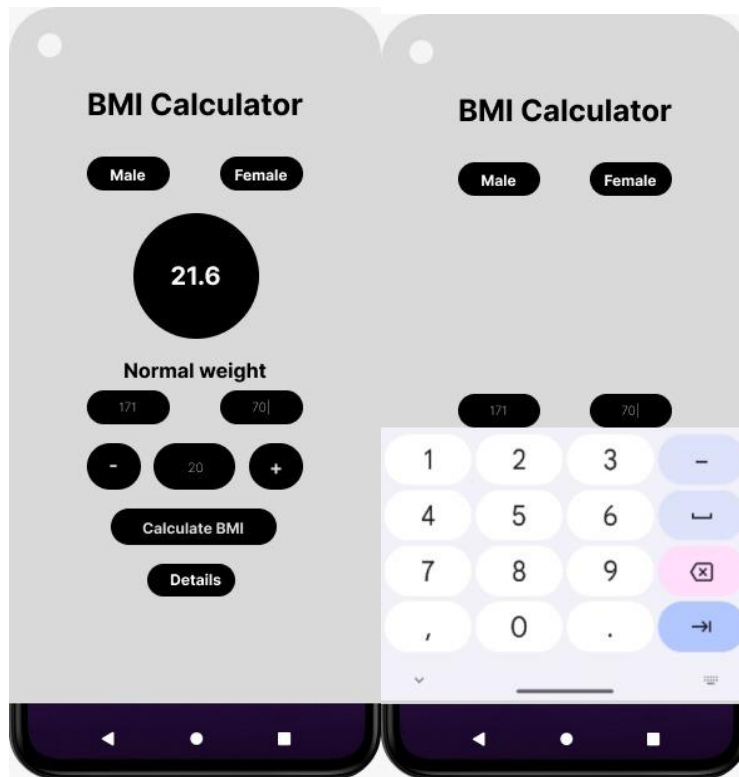 BMI Calculator
Male Female
21.6
Normal weight
171 70
- 20 +
Calculate BMI
Details
BMI Calculator
Male Female
171 70
1 2 3 –
4 5 6
7 8 9
, 0 .